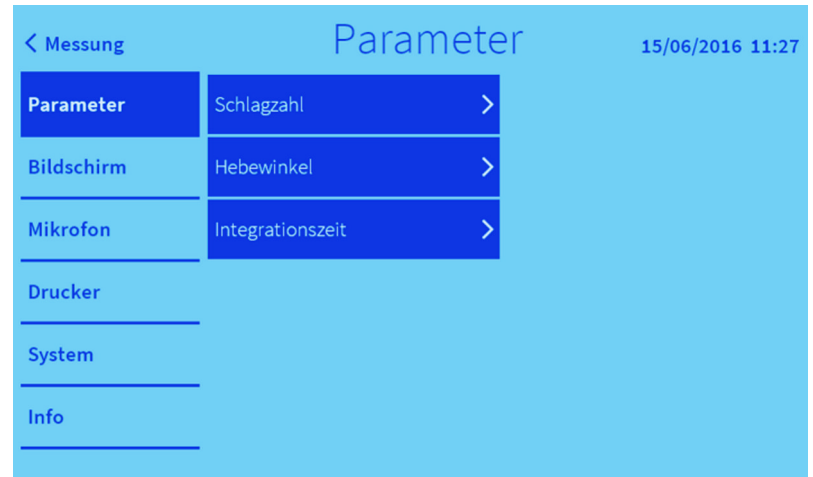 < Messung
Parameter
15/06/2016 11:27
Parameter
Bildschirm
Mikrofon
Drucker
System
Info
Schlagzahl >
Hebewinkel >
Integrationszeit >